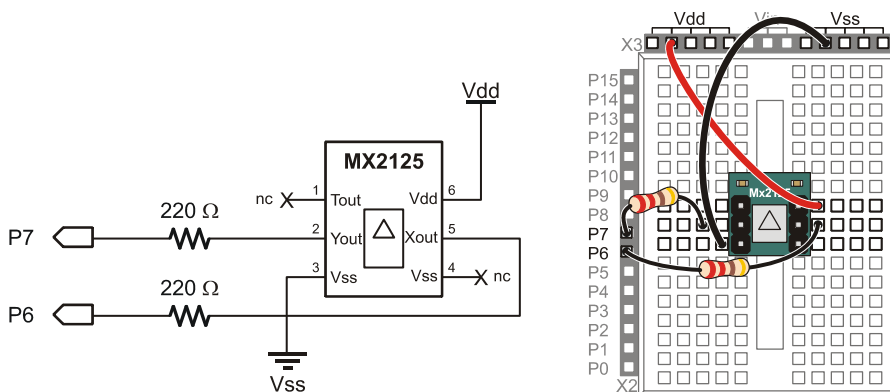 Vdd
MX2125
nc
1
Tout
Vdd
6
220 Ω
P7
2
Yout
Xout
5
3
Vss
Vss
4
nc
220 Ω
P6
Vss
Vdd
Vin
Vss
X3
P15
P14
P13
P12
P11
P10
P9
P8
P7
P6
P5
P4
P3
P2
P1
P0
X2
Mx2125